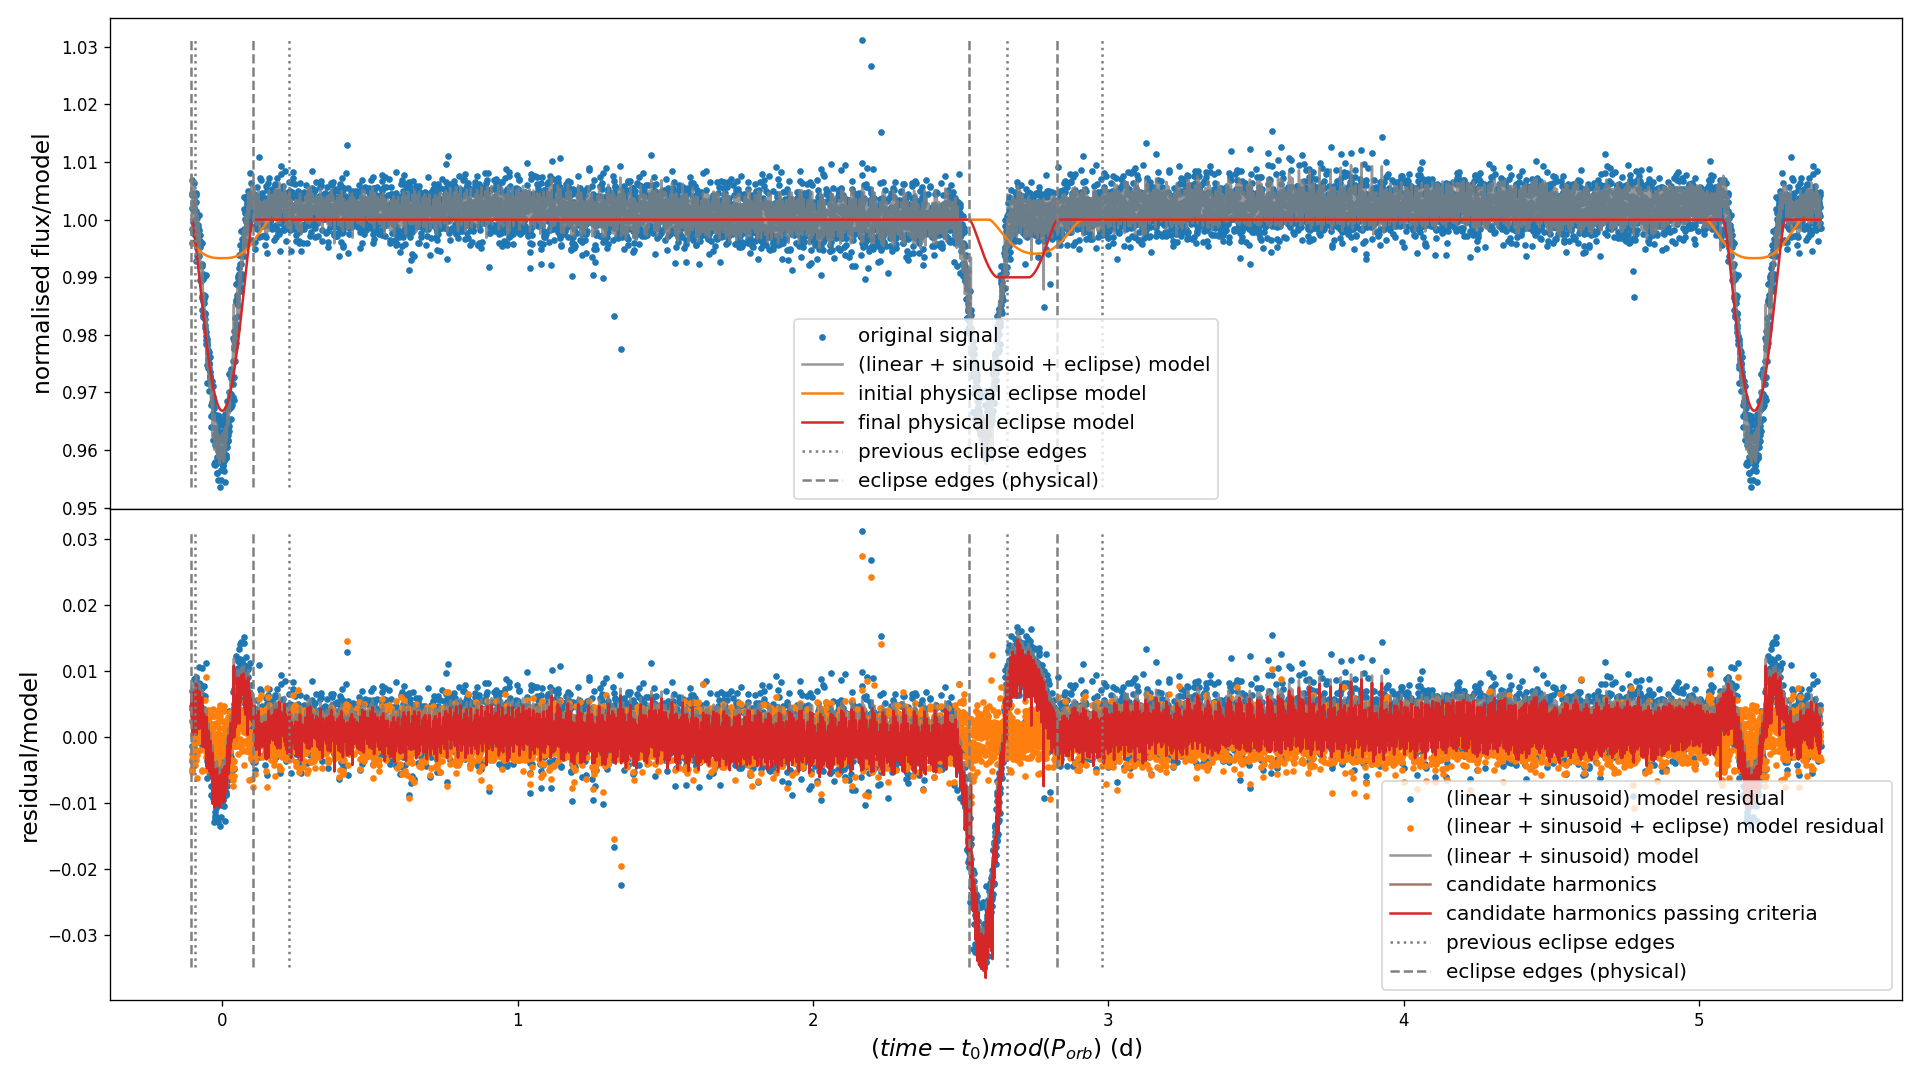 normalised flux/model
1.03
1.02
1.01
1.00
0.99
0.98
0.97
0.96
0.95
original signal
(linear + sinusoid + eclipse) model
initial physical eclipse model
final physical eclipse model
previous eclipse edges
eclipse edges (physical)
residual/model
0.03
0.02
0.01
0.00
−0.01
−0.02
−0.03
(linear + sinusoid) model residual
(linear + sinusoid + eclipse) model residual
(linear + sinusoid) model
candidate harmonics
candidate harmonics passing criteria
previous eclipse edges
eclipse edges (physical)
0 1 2 3 4 5
(time − t₀)mod(P_orb) (d)